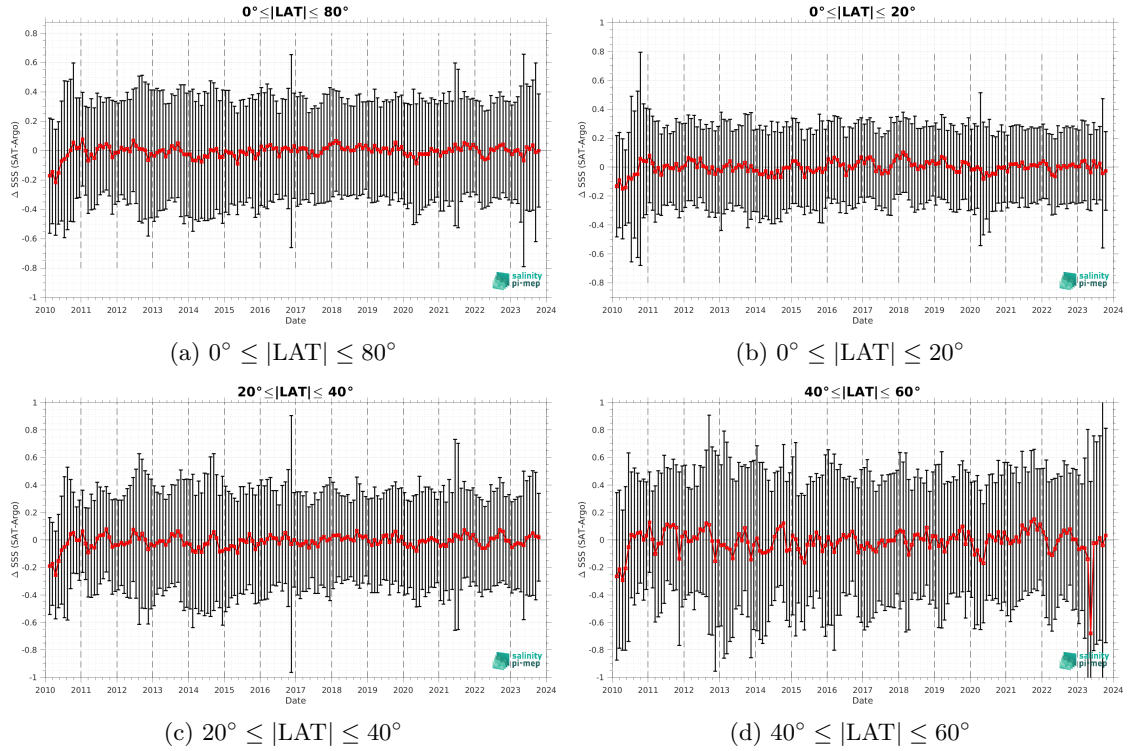 0°≤|LAT|≤ 80°
0.8
0.6
0.4
0.2
0
-0.2
-0.4
-0.6
-0.8
-1
Δ SSS (SAT-Argo)
salinity
pi-mep
2010 2011 2012 2013 2014 2015 2016 2017 2018 2019 2020 2021 2022 2023 2024
Date
(a) 0° ≤ |LAT| ≤ 80°
0°≤|LAT|≤ 20°
1
0.8
0.6
0.4
0.2
0
-0.2
-0.4
-0.6
-0.8
Δ SSS (SAT-Argo)
salinity
pi-mep
2010 2011 2012 2013 2014 2015 2016 2017 2018 2019 2020 2021 2022 2023 2024
Date
(b) 0° ≤ |LAT| ≤ 20°
20°≤|LAT|≤ 40°
1
0.8
0.6
0.4
0.2
0
-0.2
-0.4
-0.6
-0.8
-1
Δ SSS (SAT-Argo)
salinity
pi-mep
2010 2011 2012 2013 2014 2015 2016 2017 2018 2019 2020 2021 2022 2023 2024
Date
(c) 20° ≤ |LAT| ≤ 40°
40°≤|LAT|≤ 60°
1
0.8
0.6
0.4
0.2
0
-0.2
-0.4
-0.6
-0.8
-1
Δ SSS (SAT-Argo)
salinity
pi-mep
2010 2011 2012 2013 2014 2015 2016 2017 2018 2019 2020 2021 2022 2023 2024
Date
(d) 40° ≤ |LAT| ≤ 60°